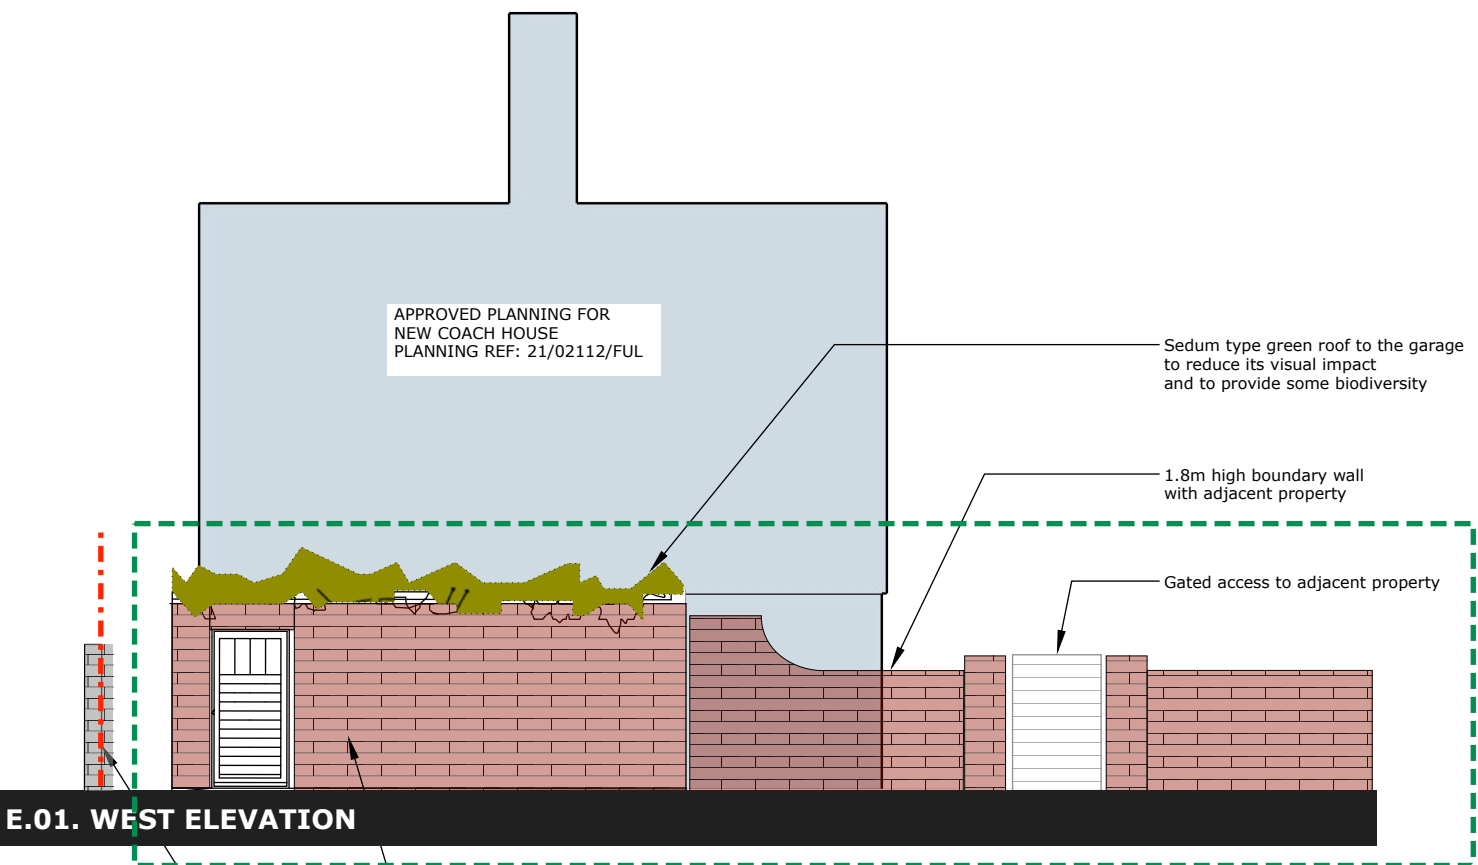 APPROVED PLANNING FOR
NEW COACH HOUSE
PLANNING REF: 21/02112/FUL
Sedum type green roof to the garage
to reduce its visual impact
and to provide some biodiversity
1.8m high boundary wall
with adjacent property
Gated access to adjacent property
E.01. WEST ELEVATION